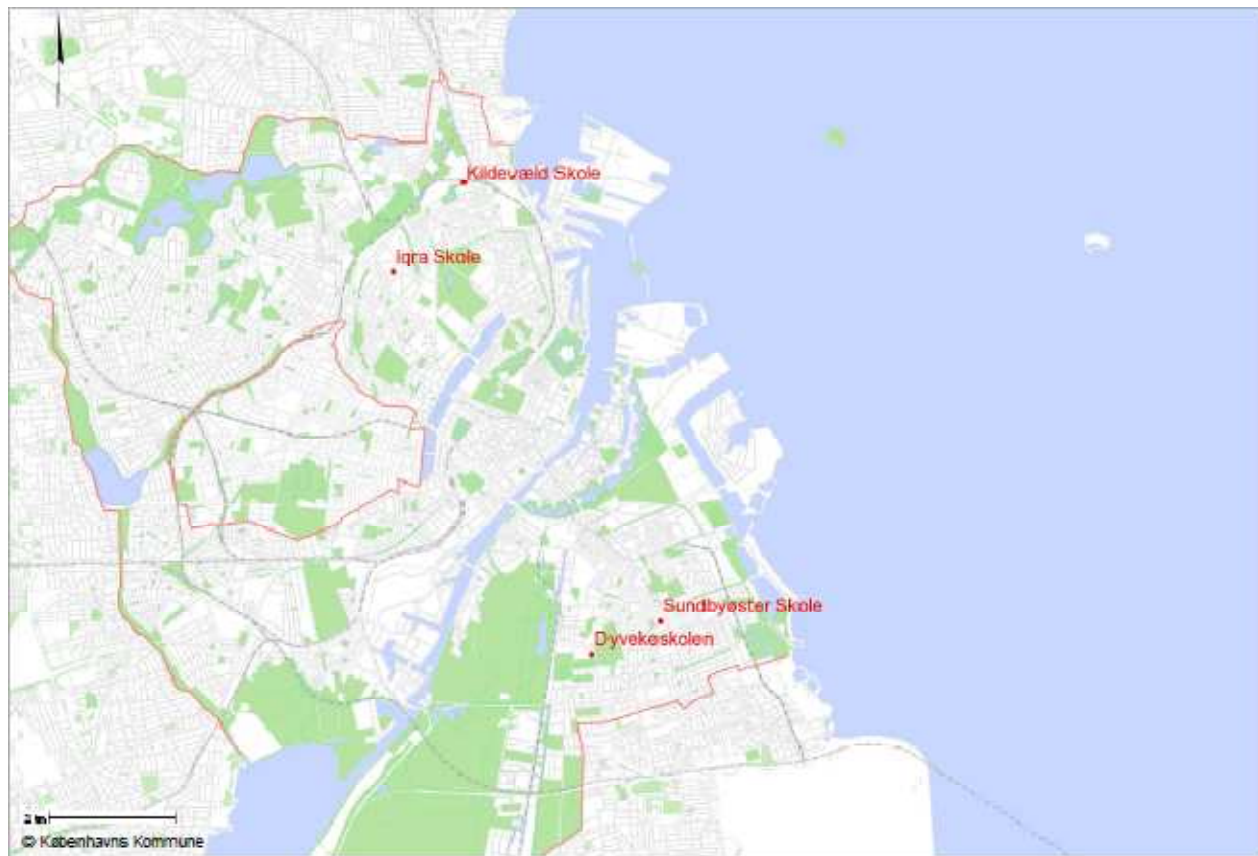 Kildevæld Skole
Iqra Skole
Sundbyøster Skole
Dyvekeskolen
© Københavns Kommune